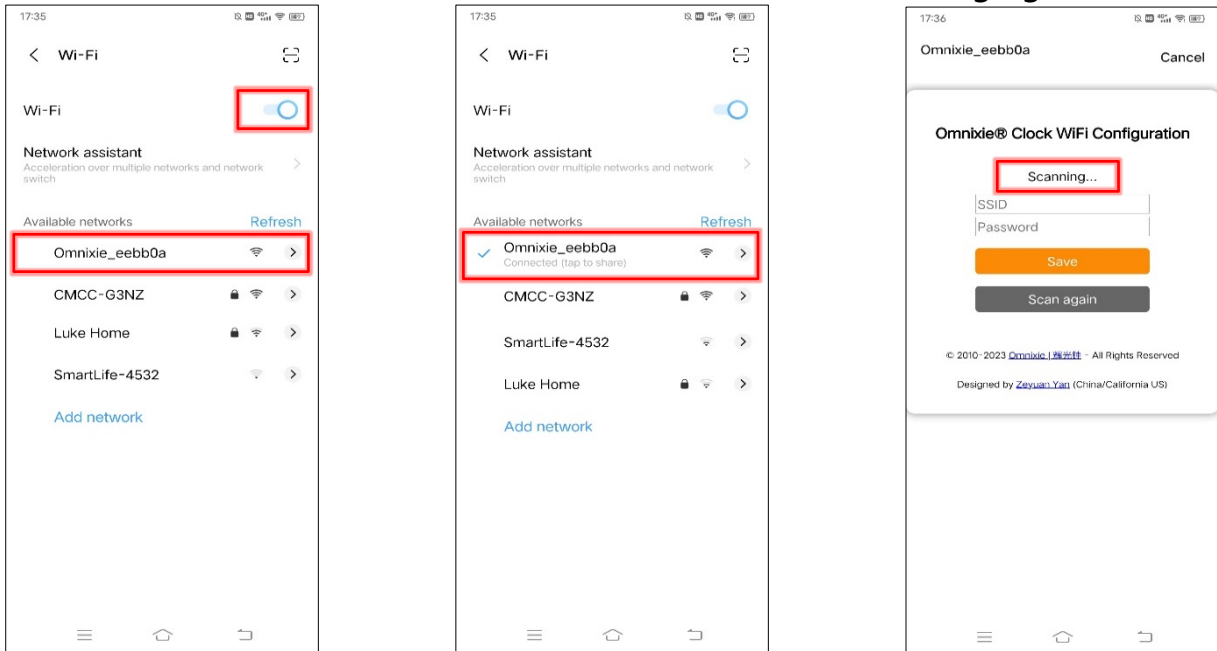 17:35
Wi-Fi
Wi-Fi
Network assistant
Acceleration over multiple networks and network
switch
Available networks Refresh
Omnixie_eebb0a
CMCC-G3NZ
Luke Home
SmartLife-4532
Add network
17:35
Wi-Fi
Wi-Fi
Network assistant
Acceleration over multiple networks and network
switch
Available networks Refresh
Omnixie_eebb0a
Connected (tap to share)
CMCC-G3NZ
SmartLife-4532
Luke Home
Add network
17:36
Omnixie_eebb0a Cancel
Omnixie® Clock WiFi Configuration
Scanning...
SSID
Password
Save
Scan again
© 2010-2023 Omnixie | - All Rights Reserved
Designed by Zeyuan Yan (China/California US)